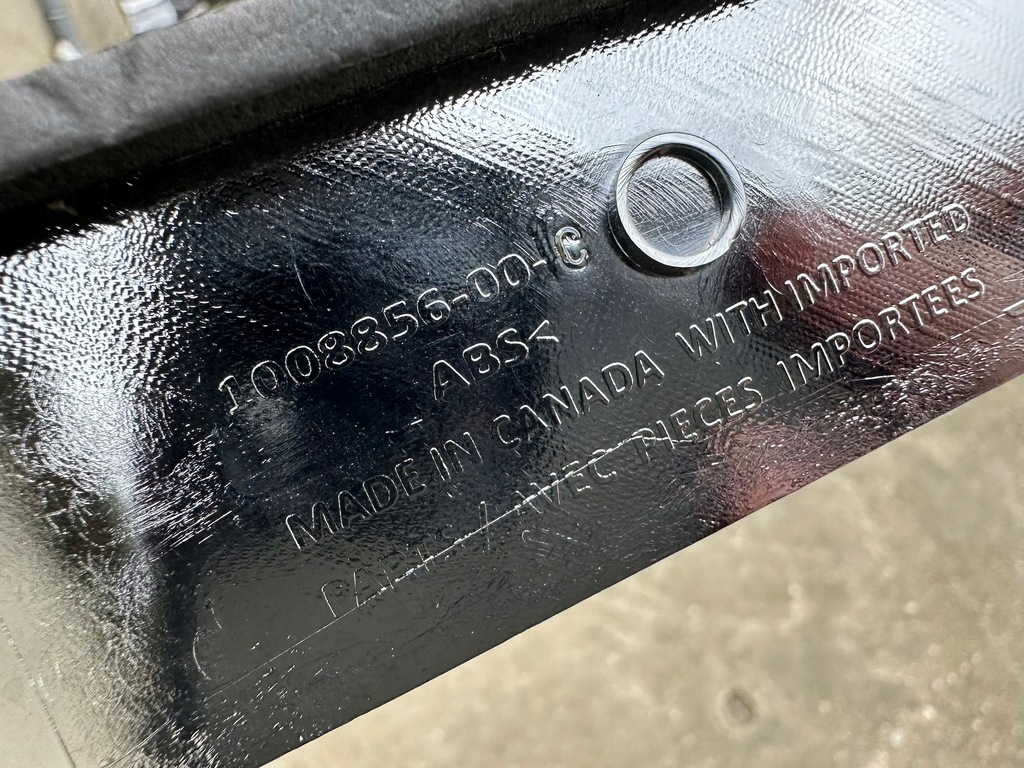 1008856-00-C
ABS<
MADE IN CANADA WITH IMPORTED
PARTS / AVEC PIECES IMPORTEES